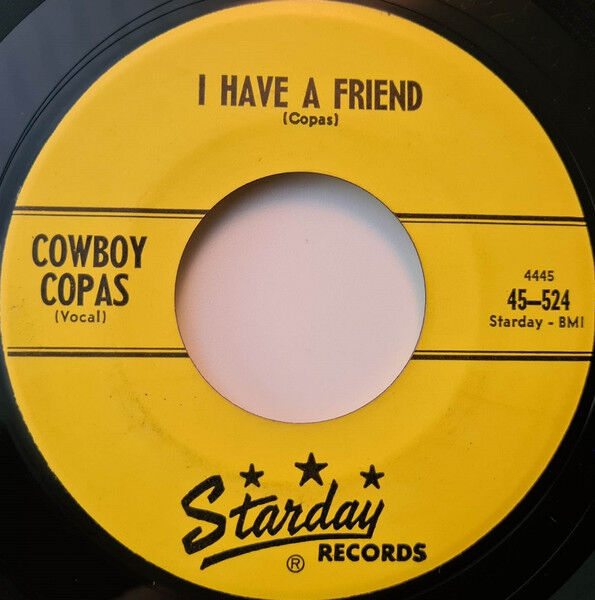 I HAVE A FRIEND
(Copas)
COWBOY
COPAS
(Vocal)
4445
45—524
Starday - BMI
Starday
® RECORDS